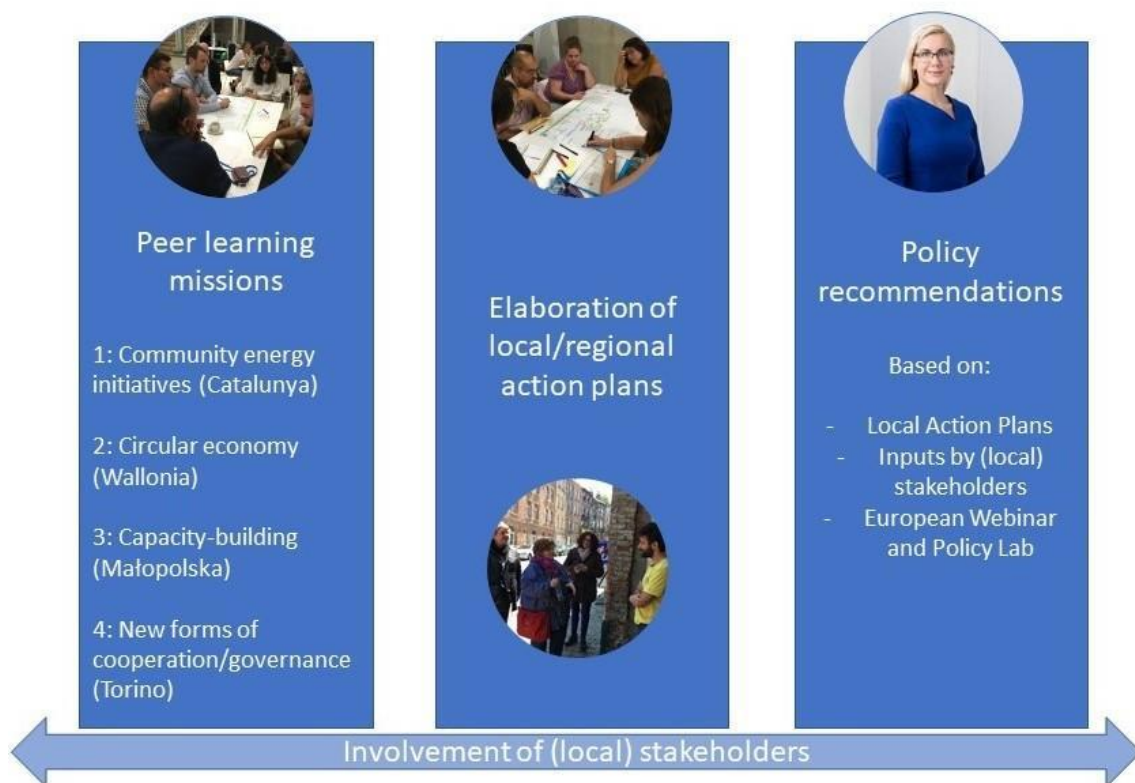 Peer learning
missions
1: Community energy
initiatives (Catalunya)
2: Circular economy
(Wallonia)
3: Capacity-building
(Małopolska)
4: New forms of
cooperation/governance
(Torino)
Elaboration of
local/regional
action plans
Policy
recommendations
Based on:
- Local Action Plans
- Inputs by (local)
stakeholders
- European Webinar
and Policy Lab
Involvement of (local) stakeholders